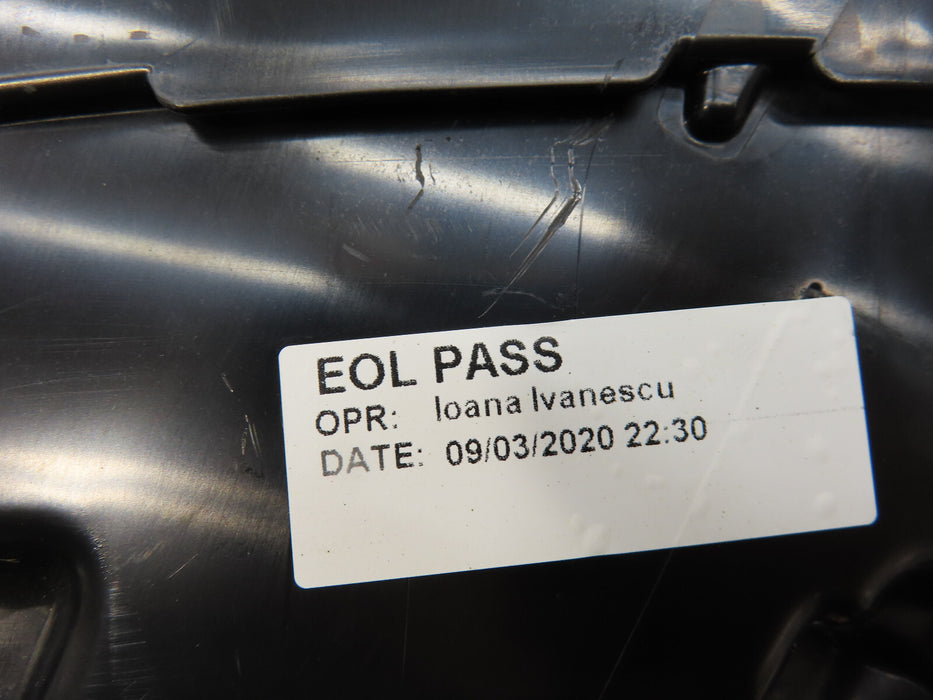 EOL PASS
OPR: Ioana Ivanescu
DATE: 09/03/2020 22:30